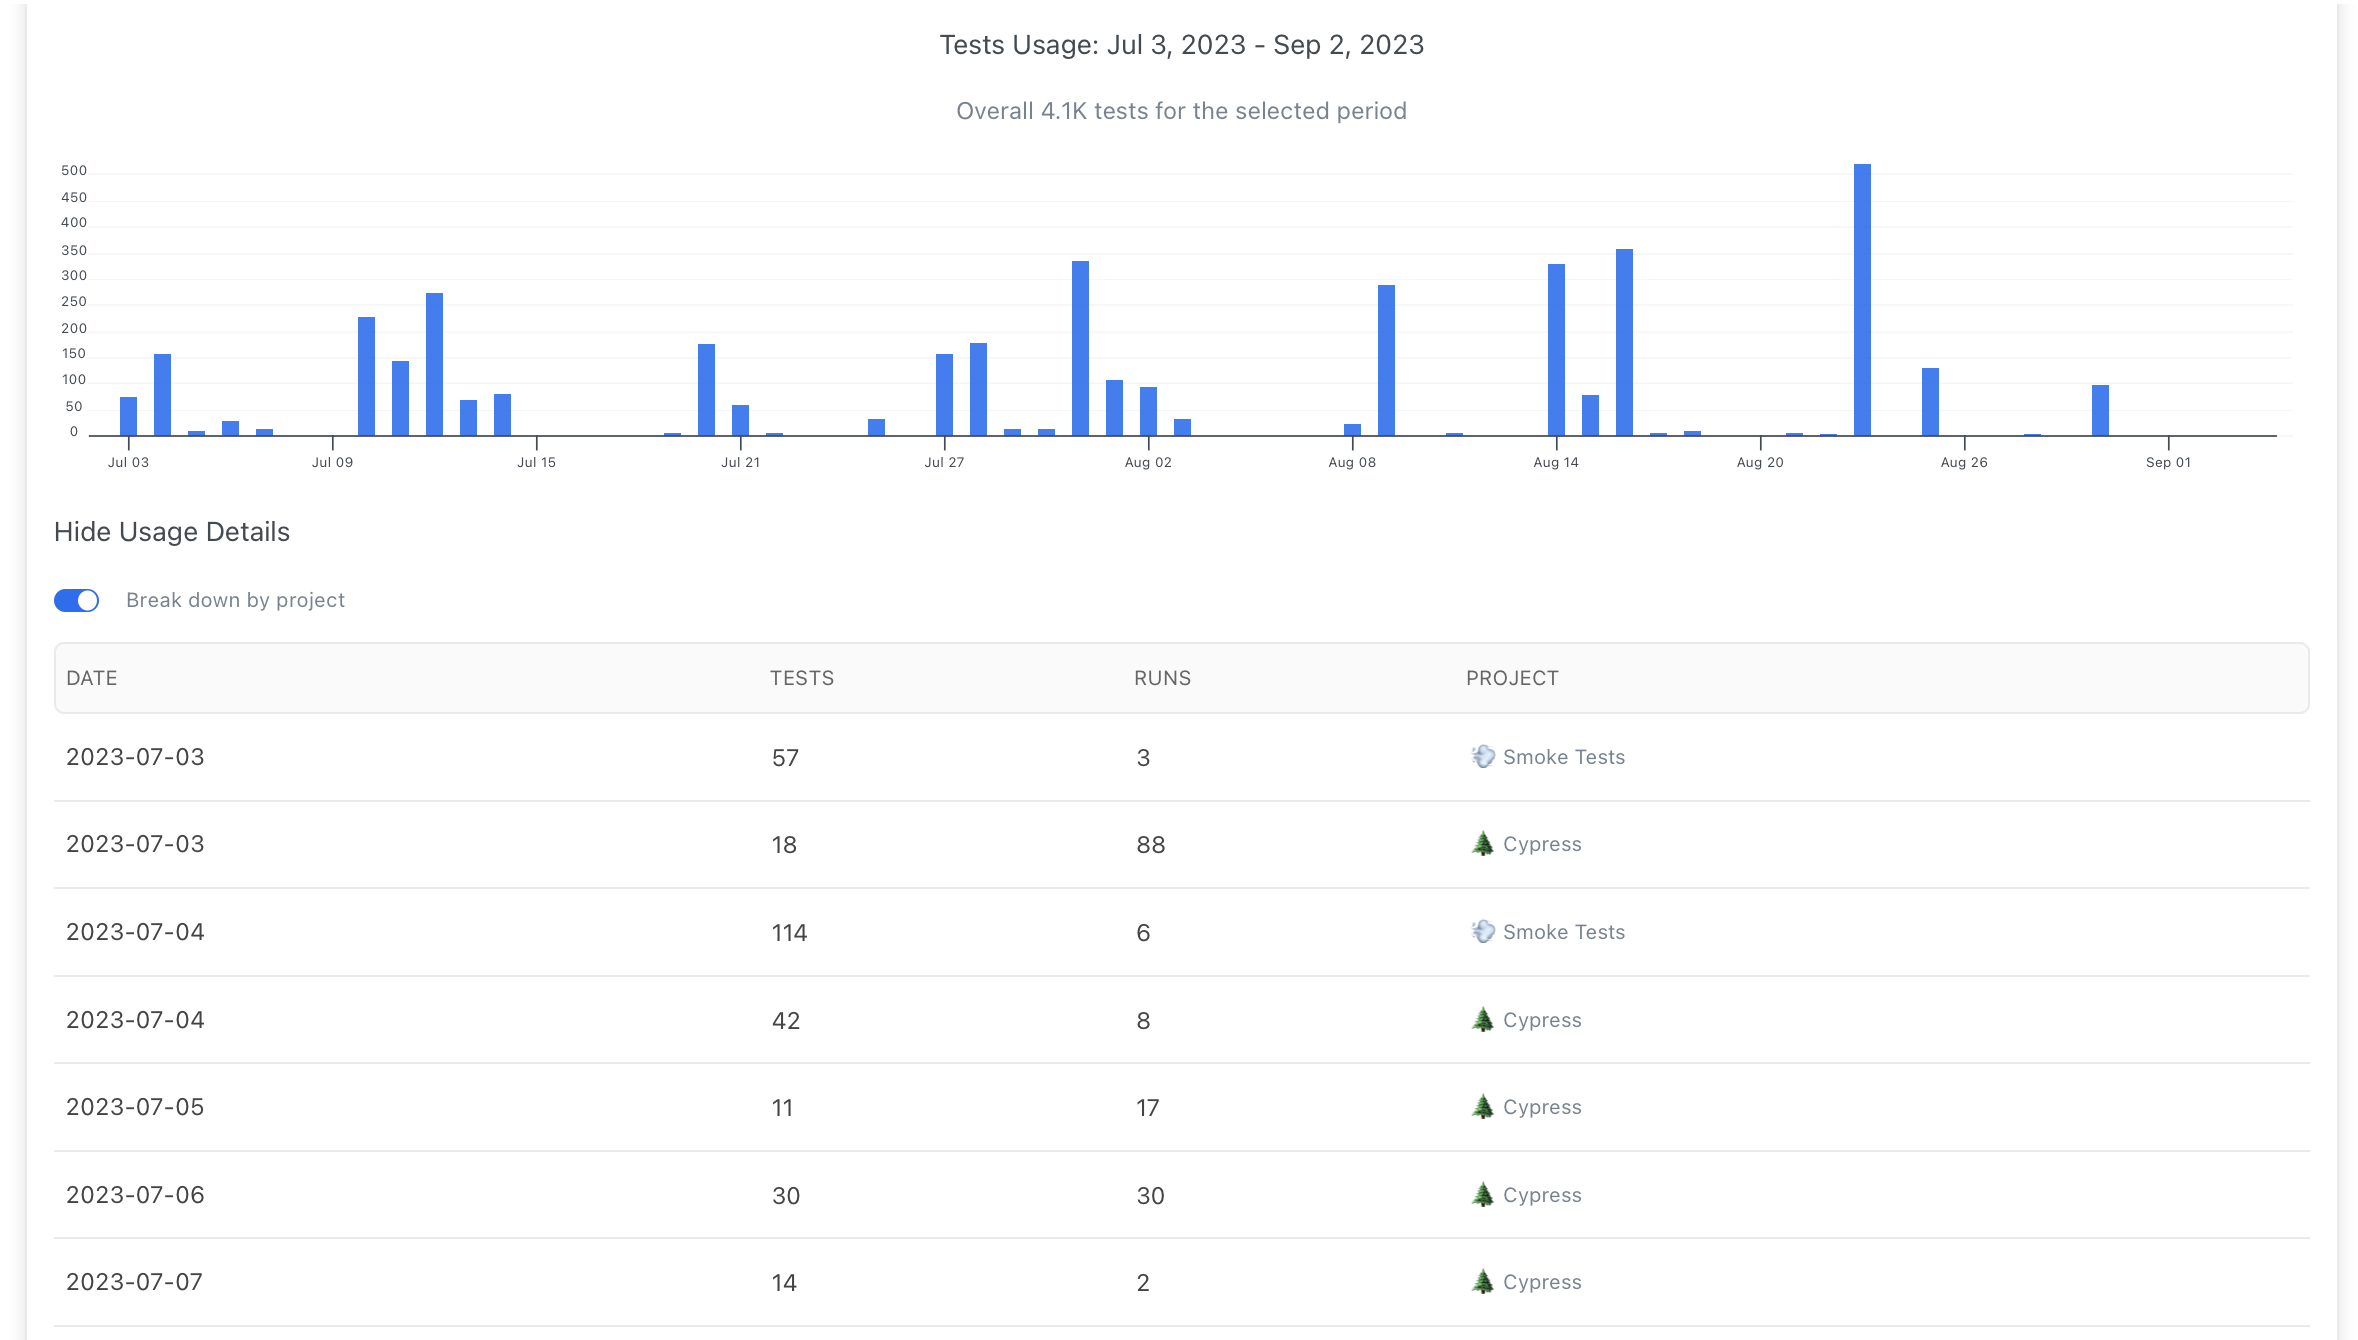 Tests Usage: Jul 3, 2023 - Sep 2, 2023
Overall 4.1K tests for the selected period
500
450
400
350
300
250
200
150
100
50
0
Jul 03 Jul 09 Jul 15 Jul 21 Jul 27 Aug 02 Aug 08 Aug 14 Aug 20 Aug 26 Sep 01
Hide Usage Details
Break down by project
DATE TESTS RUNS PROJECT
2023-07-03 57 3 Smoke Tests
2023-07-03 18 88 Cypress
2023-07-04 114 6 Smoke Tests
2023-07-04 42 8 Cypress
2023-07-05 11 17 Cypress
2023-07-06 30 30 Cypress
2023-07-07 14 2 Cypress